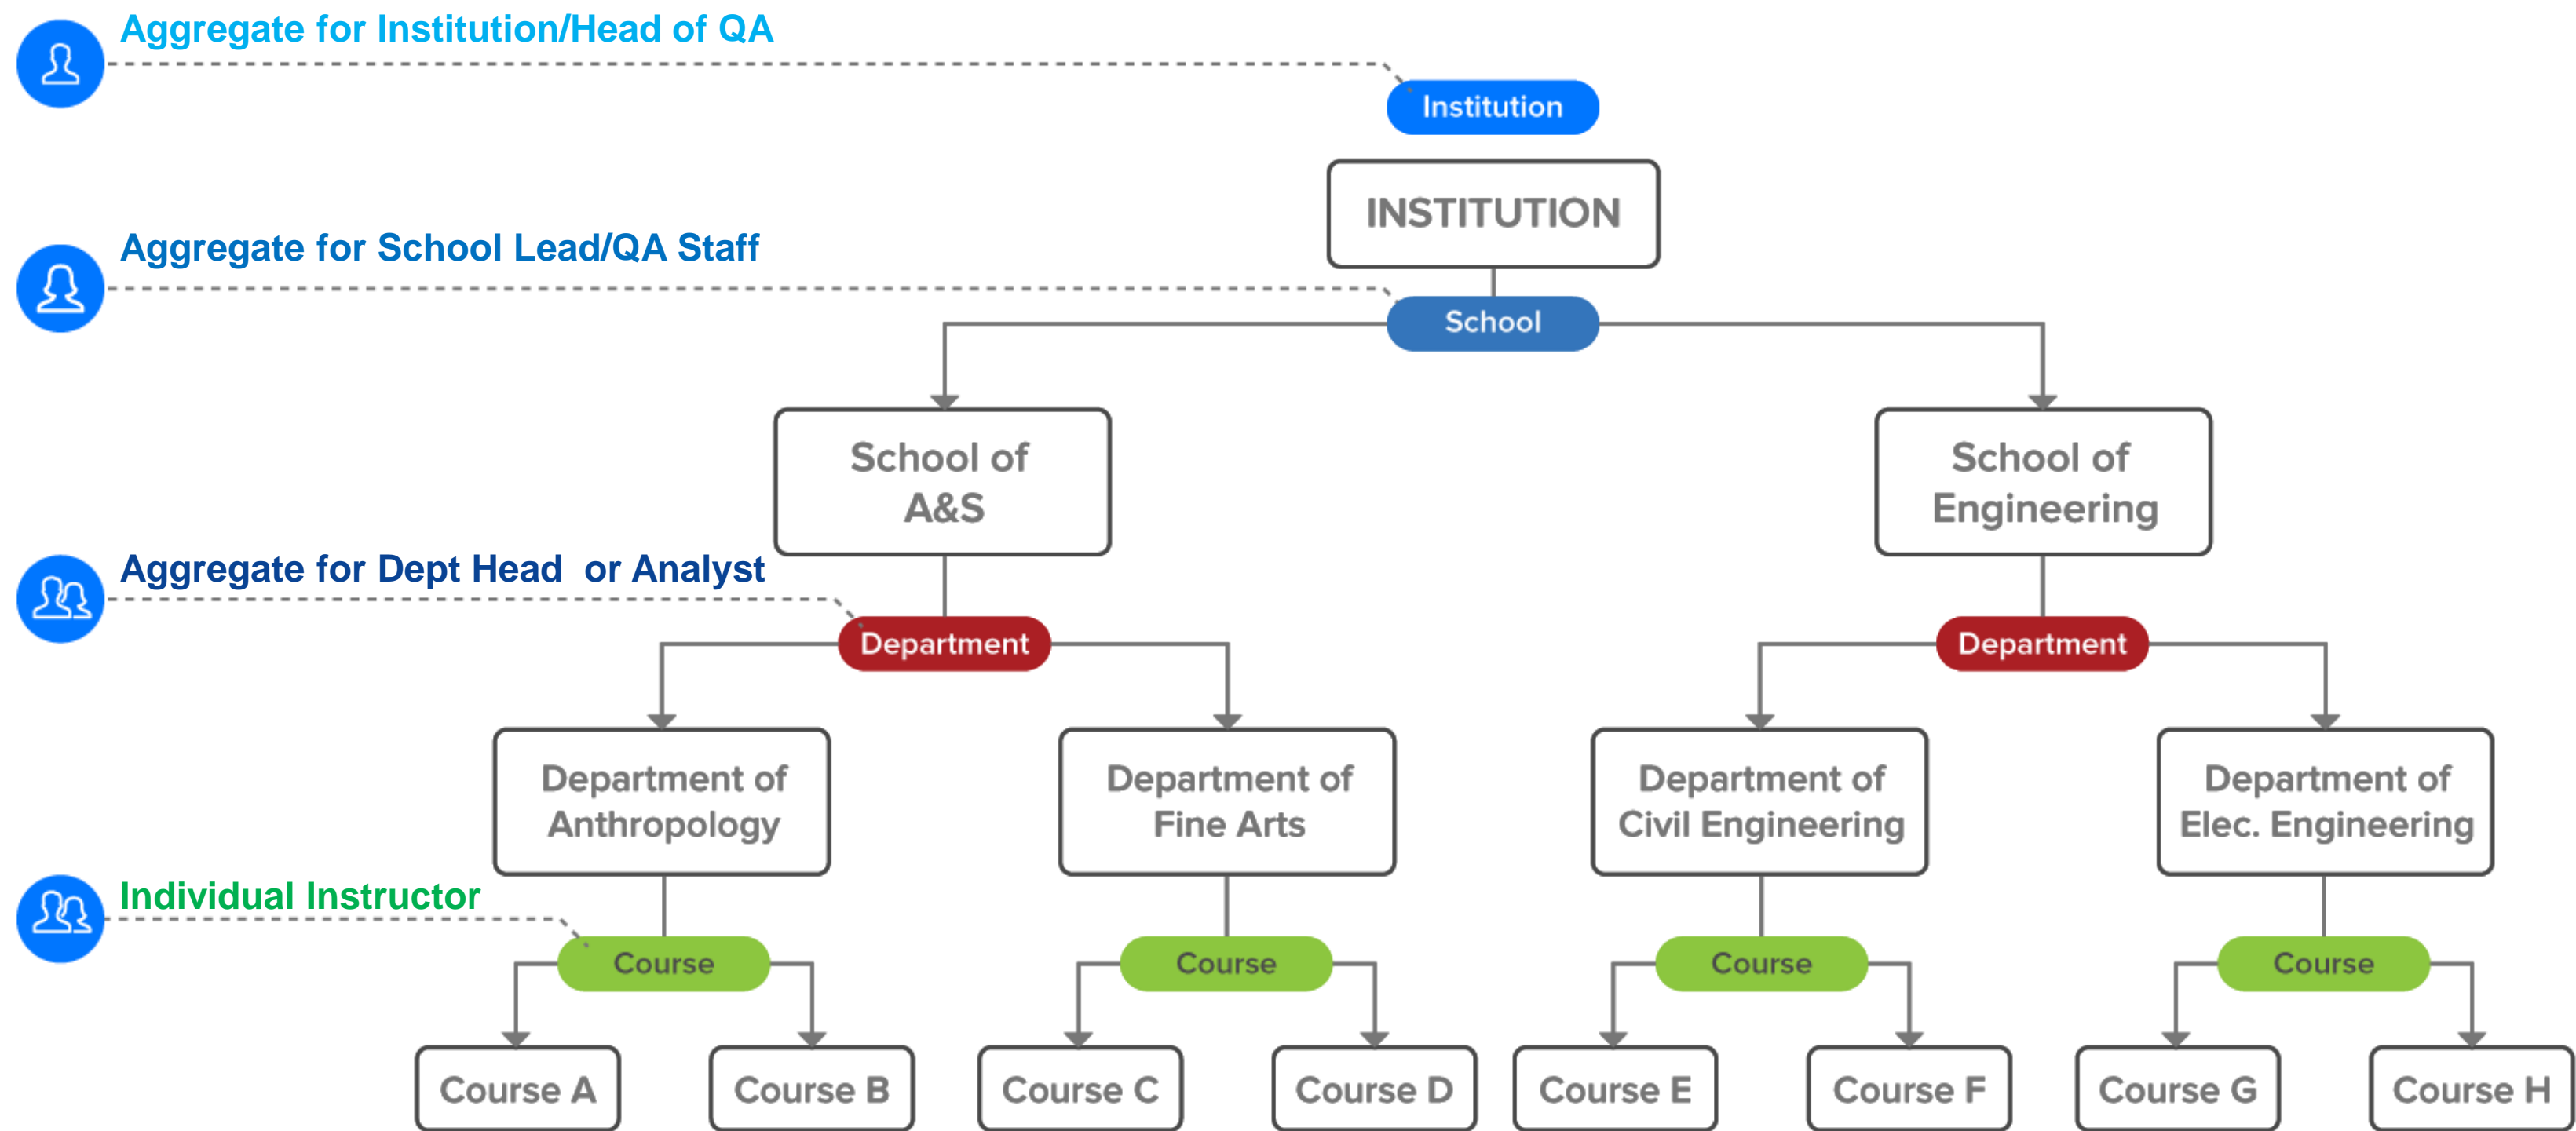 Aggregate for Institution/Head of QA
Institution
INSTITUTION
Aggregate for School Lead/QA Staff
School
School of
A&S
School of
Engineering
Aggregate for Dept Head  or Analyst
Department
Department
Department of
Anthropology
Department of
Fine Arts
Department of
Civil Engineering
Department of
Elec. Engineering
Individual Instructor
Course
Course
Course
Course
Course A
Course B
Course C
Course D
Course E
Course F
Course G
Course H